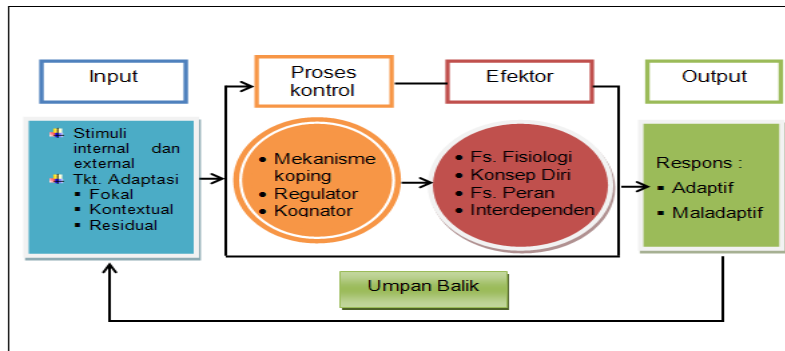 Input
Proses
kontrol
Efektor
Output
Stimuli
internal dan
external
Tkt. Adaptasi
▪ Fokal
▪ Kontextual
▪ Residual
• Mekanisme
koping
• Regulator
• Kognator
• Fs. Fisiologi
• Konsep Diri
• Fs. Peran
• Interdependen
Respons :
• Adaptif
• Maladaptif
Umpan Balik